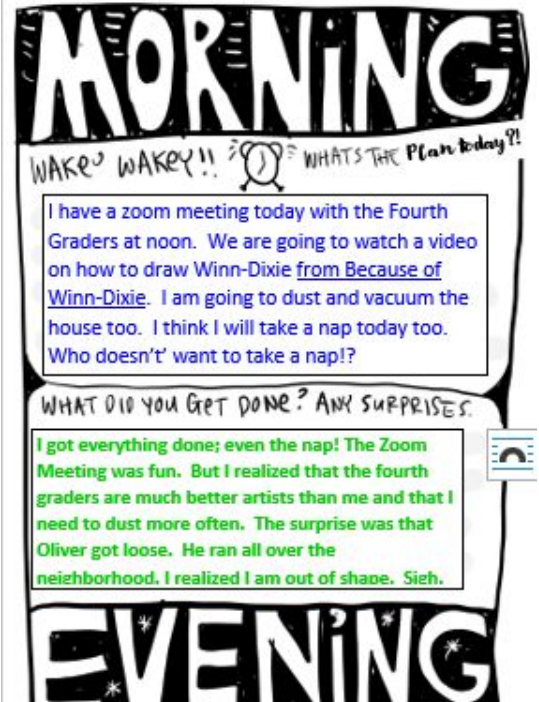 MORNiNG
WAKEY WAKEY!! WHATS THE Plan today?!
I have a zoom meeting today with the Fourth
Graders at noon. We are going to watch a video
on how to draw Winn-Dixie from Because of
Winn-Dixie. I am going to dust and vacuum the
house too. I think I will take a nap today too.
Who doesn't' want to take a nap!?
WHAT DiD YOU GET DONE? ANY SURPRISES.
I got everything done; even the nap! The Zoom
Meeting was fun. But I realized that the fourth
graders are much better artists than me and that I
need to dust more often. The surprise was that
Oliver got loose. He ran all over the
neighborhood. I realized I am out of shape. Sigh.
EVENiNG